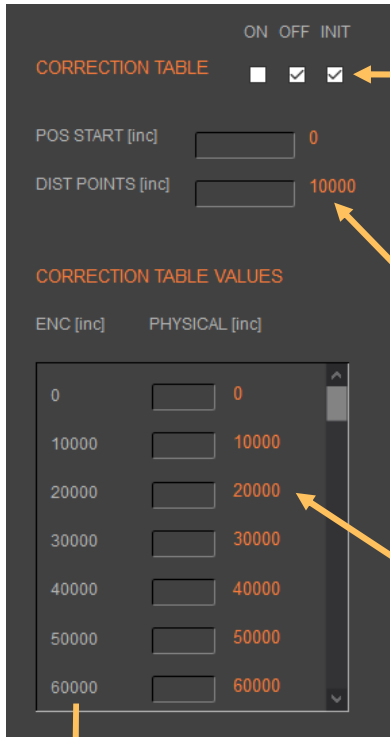 ON OFF INIT
CORRECTION TABLE
POS START [inc] 0
DIST POINTS [inc] 10000
CORRECTION TABLE VALUES
ENC [inc] PHYSICAL [inc]
0 0
10000 10000
20000 20000
30000 30000
40000 40000
50000 50000
60000 60000